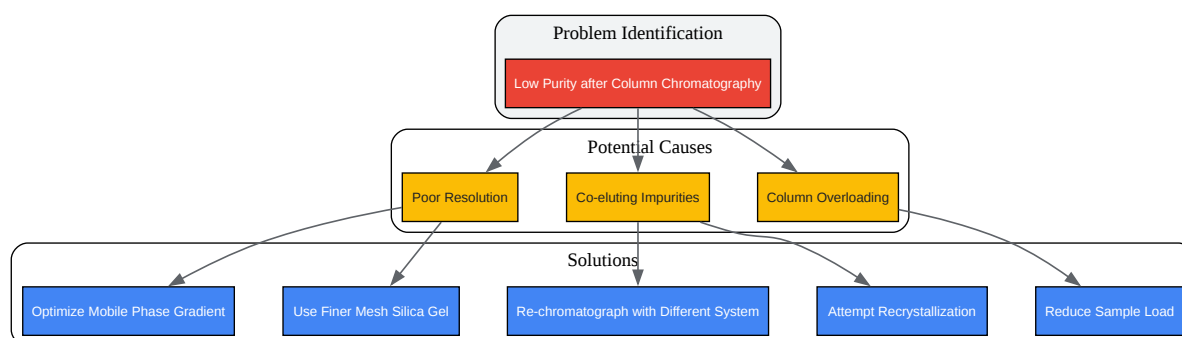 Problem Identification
Low Purity after Column Chromatography
Potential Causes
Poor Resolution
Co-eluting Impurities
Column Overloading
Solutions
Optimize Mobile Phase Gradient
Use Finer Mesh Silica Gel
Re-chromatograph with Different System
Attempt Recrystallization
Reduce Sample Load